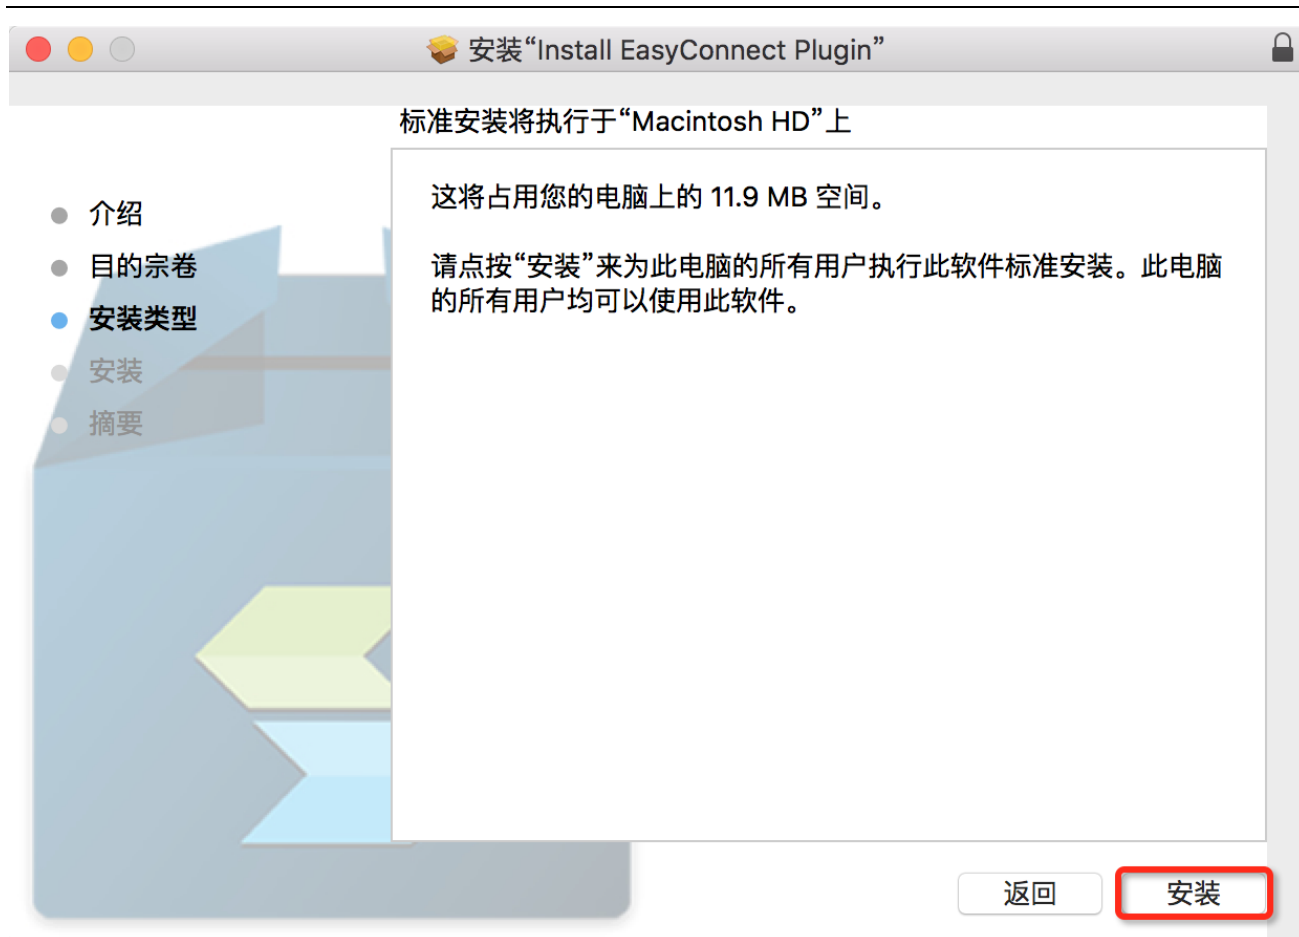 安装“Install EasyConnect Plugin”
标准安装将执行于“Macintosh HD”上
介绍
目的宗卷
安装类型
安装
摘要
这将占用您的电脑上的 11.9 MB 空间。
请点按“安装”来为此电脑的所有用户执行此软件标准安装。此电脑
的所有用户均可以使用此软件。
返回
安装